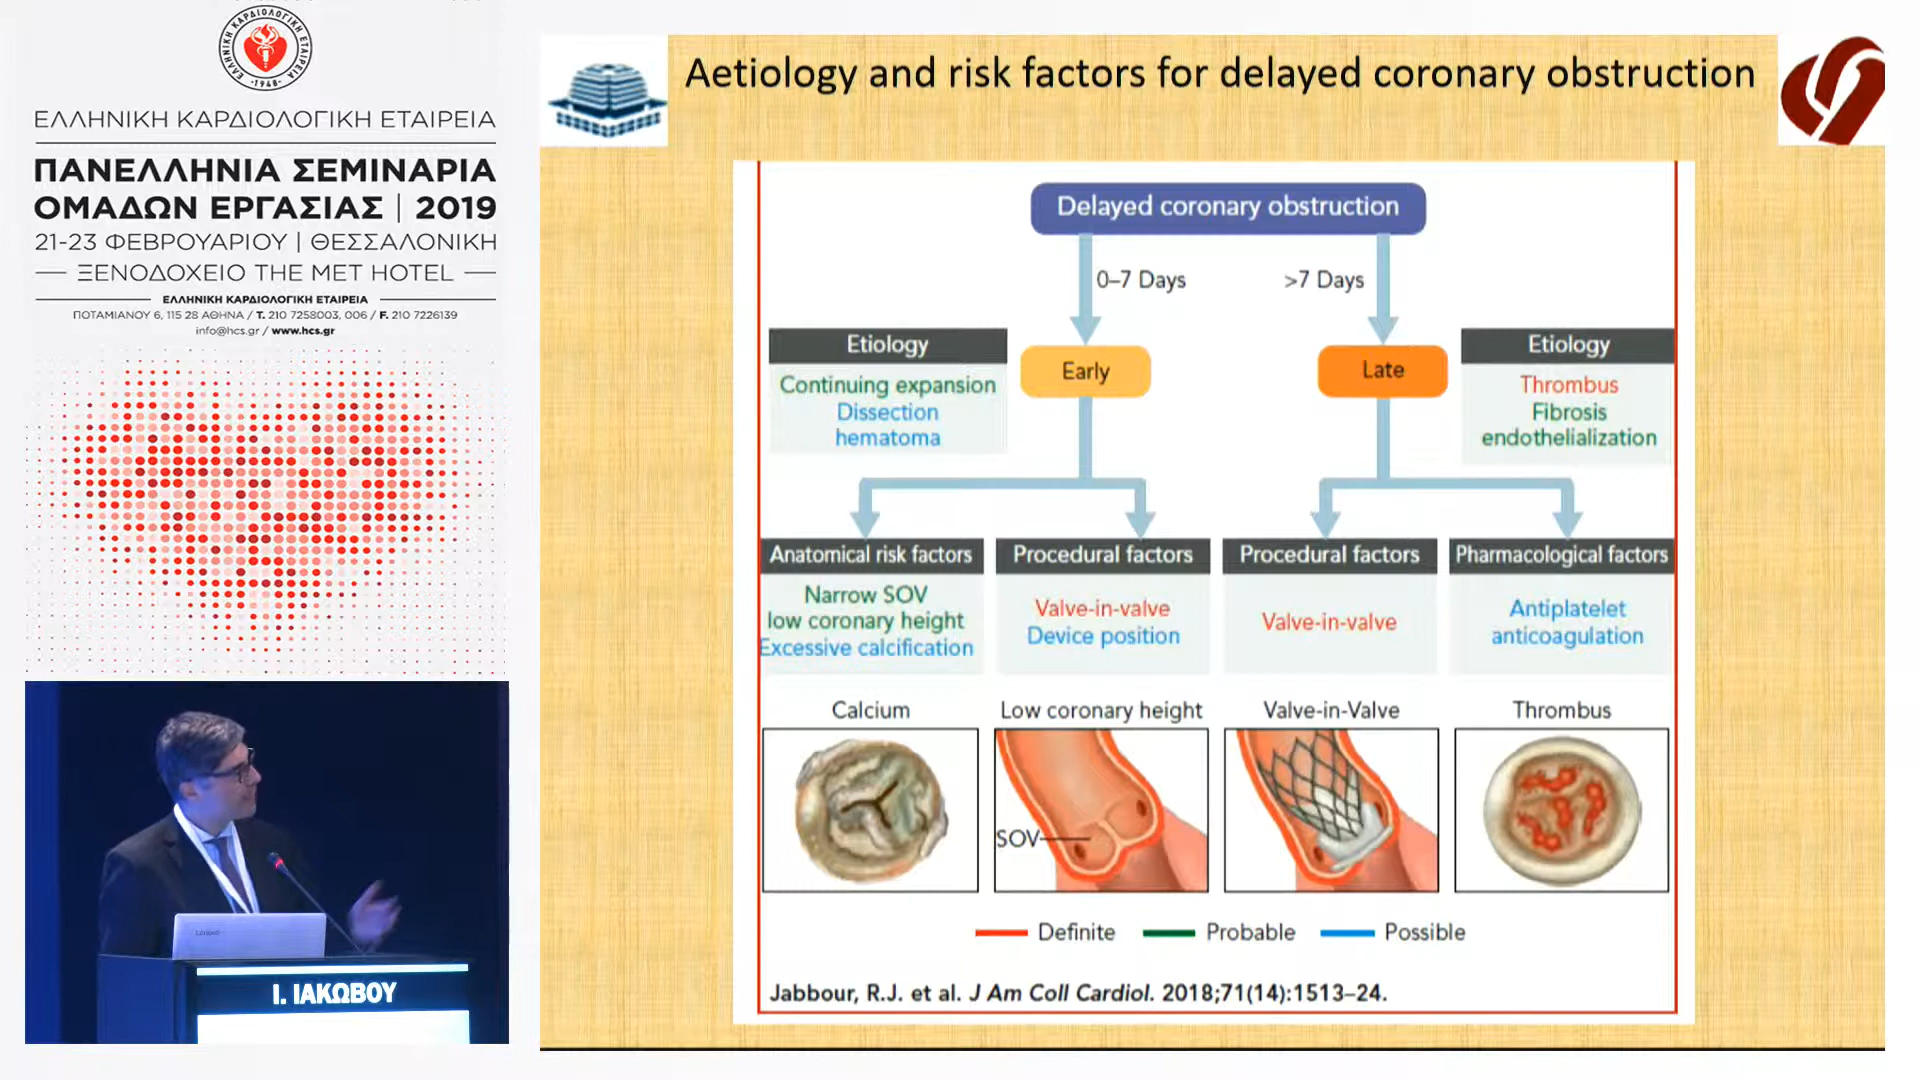 ΕΛΛΗΝΙΚΗ ΚΑΡΔΙΟΛΟΓΙΚΗ ΕΤΑΙΡΕΙΑ
·1948·
ΕΛΛΗΝΙΚΗ ΚΑΡΔΙΟΛΟΓΙΚΗ ΕΤΑΙΡΕΙΑ
ΠΑΝΕΛΛΗΝΙΑ ΣΕΜΙΝΑΡΙΑ
ΟΜΑΔΩΝ ΕΡΓΑΣΙΑΣ | 2019
21-23 ΦΕΒΡΟΥΑΡΙΟΥ | ΘΕΣΣΑΛΟΝΙΚΗ
ΞΕΝΟΔΟΧΕΙΟ THE MET HOTEL
ΕΛΛΗΝΙΚΗ ΚΑΡΔΙΟΛΟΓΙΚΗ ΕΤΑΙΡΕΙΑ
ΠΟΤΑΜΙΑΝΟΥ 6, 115 28 ΑΘΗΝΑ / Τ. 210 7258003, 006 / F. 210 7226139
info@hcs.gr / www.hcs.gr
Lenovo
Ι. ΙΑΚΩΒΟΥ
Aetiology and risk factors for delayed coronary obstruction
Delayed coronary obstruction
0–7 Days
>7 Days
Etiology
Continuing expansion
Dissection
hematoma
Early
Late
Etiology
Thrombus
Fibrosis
endothelialization
Anatomical risk factors
Narrow SOV
low coronary height
Excessive calcification
Procedural factors
Valve-in-valve
Device position
Procedural factors
Valve-in-valve
Pharmacological factors
Antiplatelet
anticoagulation
Calcium
Low coronary height
Valve-in-Valve
Thrombus
SOV
Definite
Probable
Possible
Jabbour, R.J. et al. J Am Coll Cardiol. 2018;71(14):1513–24.